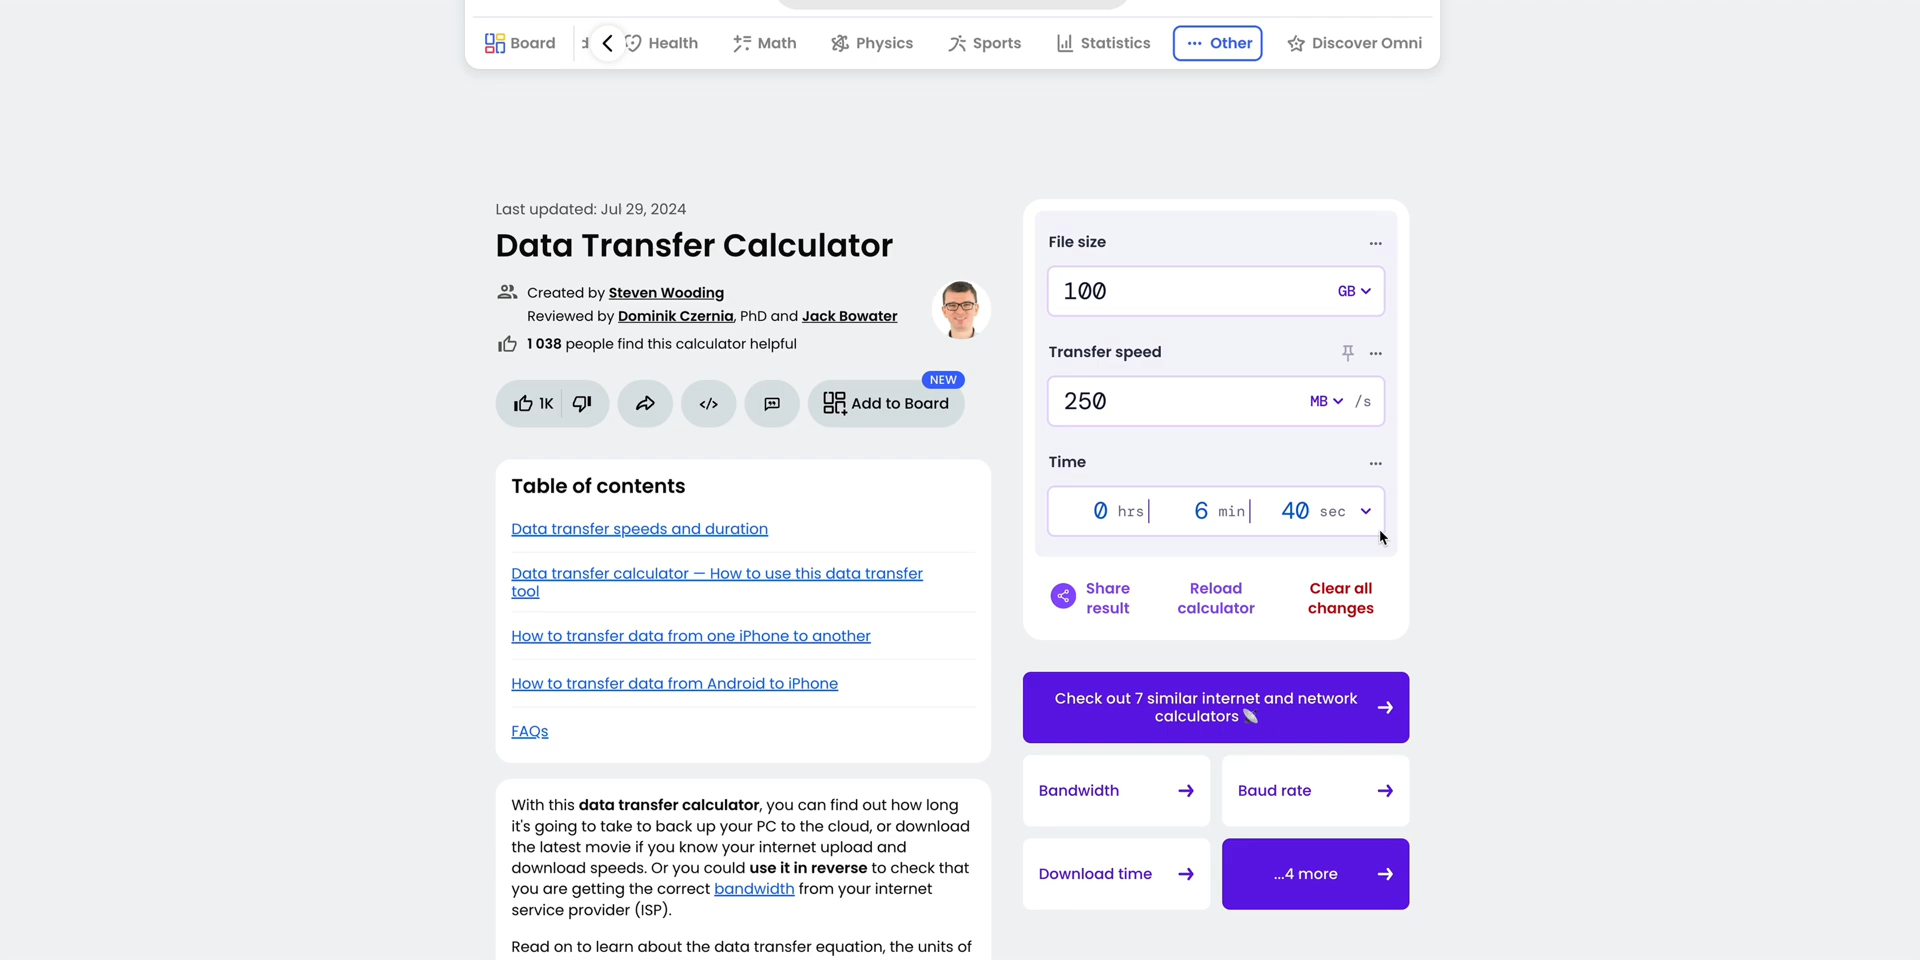 Board
d
Health
Math
Physics
Sports
Statistics
Other
Discover Omni
Last updated: Jul 29, 2024
Data Transfer Calculator
Created by Steven Wooding
Reviewed by Dominik Czernia, PhD and Jack Bowater
1 038 people find this calculator helpful
1K
</>
Add to Board
NEW
Table of contents
Data transfer speeds and duration
Data transfer calculator — How to use this data transfer
tool
How to transfer data from one iPhone to another
How to transfer data from Android to iPhone
FAQs
With this data transfer calculator, you can find out how long
it's going to take to back up your PC to the cloud, or download
the latest movie if you know your internet upload and
download speeds. Or you could use it in reverse to check that
you are getting the correct bandwidth from your internet
service provider (ISP).
Read on to learn about the data transfer equation, the units of
File size
100 GB
Transfer speed
250 MB /s
Time
0 hrs 6 min 40 sec
Share
result
Reload
calculator
Clear all
changes
Check out 7 similar internet and network
calculators
Bandwidth
Baud rate
Download time
...4 more